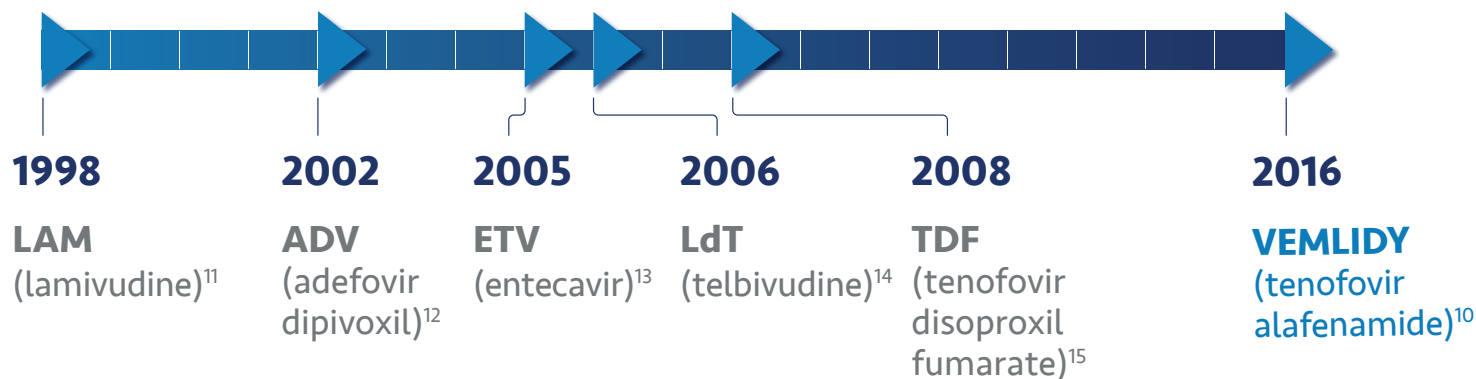 1998
LAM
(lamivudine)¹¹
2002
ADV
(adefovir
dipivoxil)¹²
2005
ETV
(entecavir)¹³
2006
LdT
(telbivudine)¹⁴
2008
TDF
(tenofovir
disoproxil
fumarate)¹⁵
2016
VEMLIDY
(tenofovir
alafenamide)¹⁰